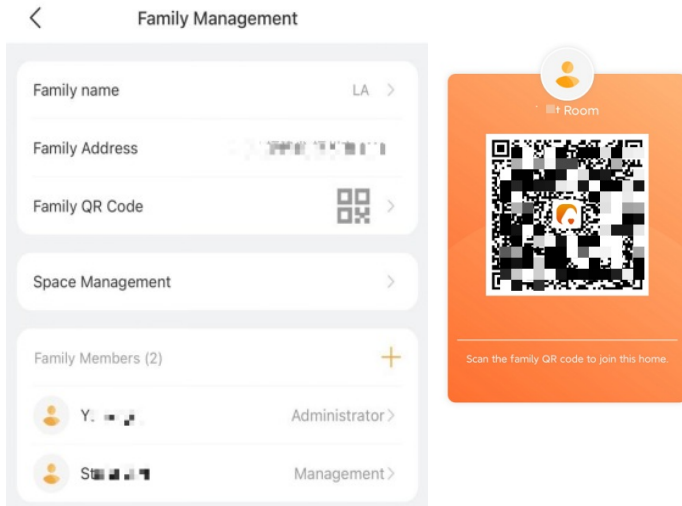 Family Management
Family name
LA
Family Address
Family QR Code
Space Management
Family Members (2)
Administrator
Management
Room
Scan the family QR code to join this home.